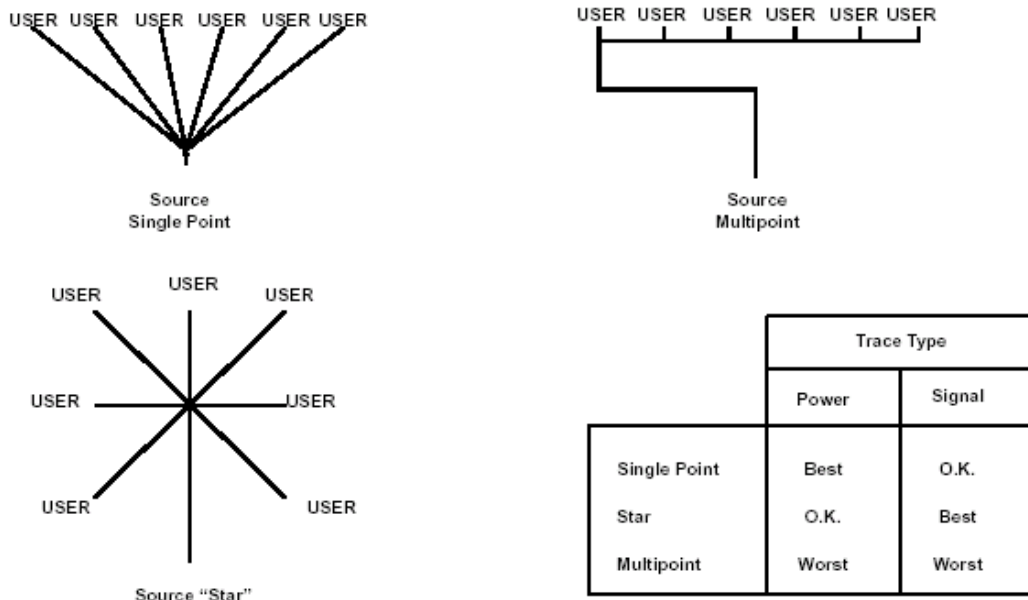 USER USER USER USER USER USER
Source
Single Point
USER USER USER USER USER USER
Source
Multipoint
USER
USER
USER
USER
USER
USER
USER
Source “Star”
Trace Type
Power Signal
Single Point Best O.K.
Star O.K. Best
Multipoint Worst Worst